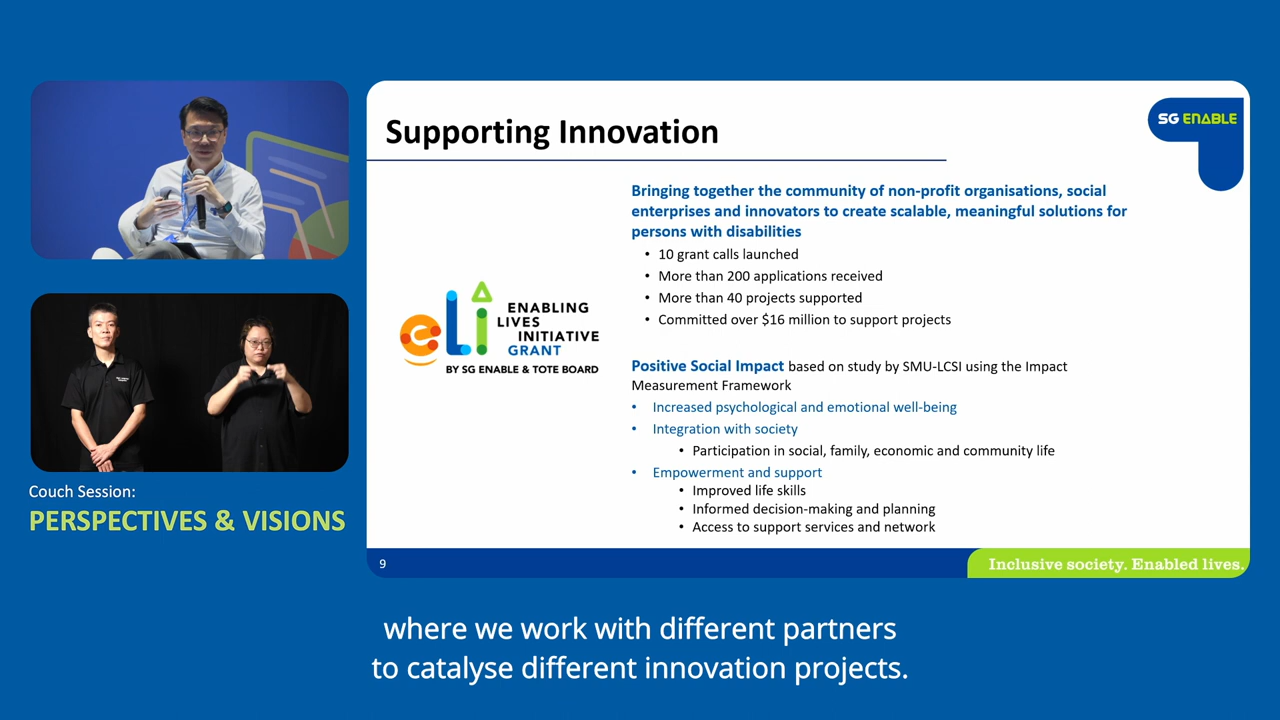 Supporting Innovation
SG ENABLE
Bringing together the community of non-profit organisations, social
enterprises and innovators to create scalable, meaningful solutions for
persons with disabilities
• 10 grant calls launched
• More than 200 applications received
• More than 40 projects supported
• Committed over $16 million to support projects
eLi
ENABLING
LIVES
INITIATIVE
GRANT
BY SG ENABLE & TOTE BOARD
Positive Social Impact based on study by SMU-LCSI using the Impact
Measurement Framework
• Increased psychological and emotional well-being
• Integration with society
• Participation in social, family, economic and community life
• Empowerment and support
• Improved life skills
• Informed decision-making and planning
• Access to support services and network
9
Inclusive society. Enabled lives.
Couch Session:
PERSPECTIVES & VISIONS
where we work with different partners
to catalyse different innovation projects.